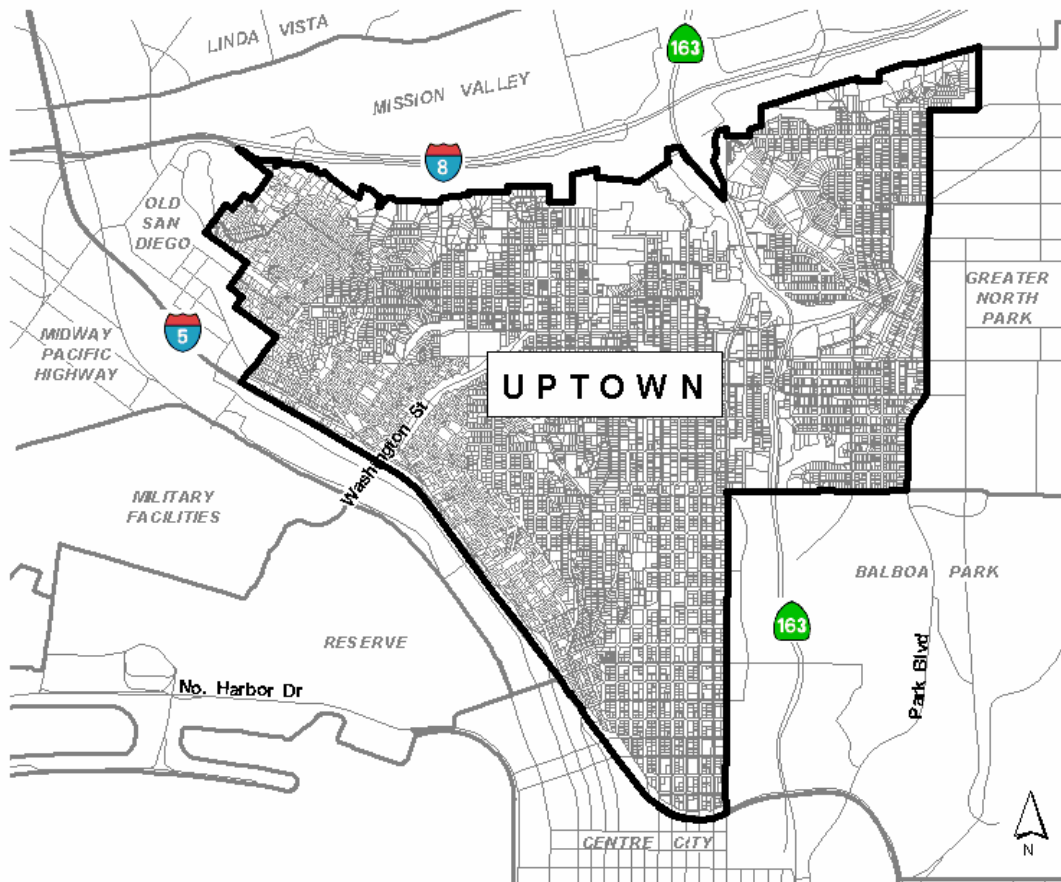 LINDA VISTA
163
MISSION VALLEY
8
OLD
SAN
DIEGO
GREATER
NORTH
PARK
5
MIDWAY
PACIFIC
HIGHWAY
UPTOWN
Washington St
MILITARY
FACILITIES
BALBOA PARK
163
RESERVE
Park Blvd
No. Harbor Dr
CENTRE CITY
N